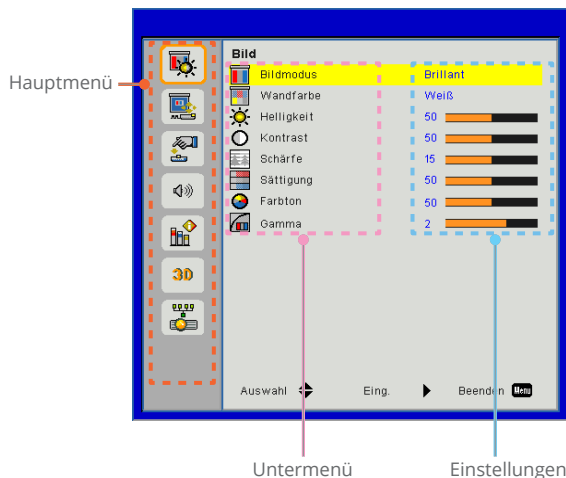 Bild
Hauptmenü
Bildmodus Brillant
Wandfarbe Weiß
Helligkeit 50
Kontrast 50
Schärfe 15
Sättigung 50
Farbton 50
Gamma 2
3D
Auswahl Eing. Beenden Menu
Untermenü Einstellungen